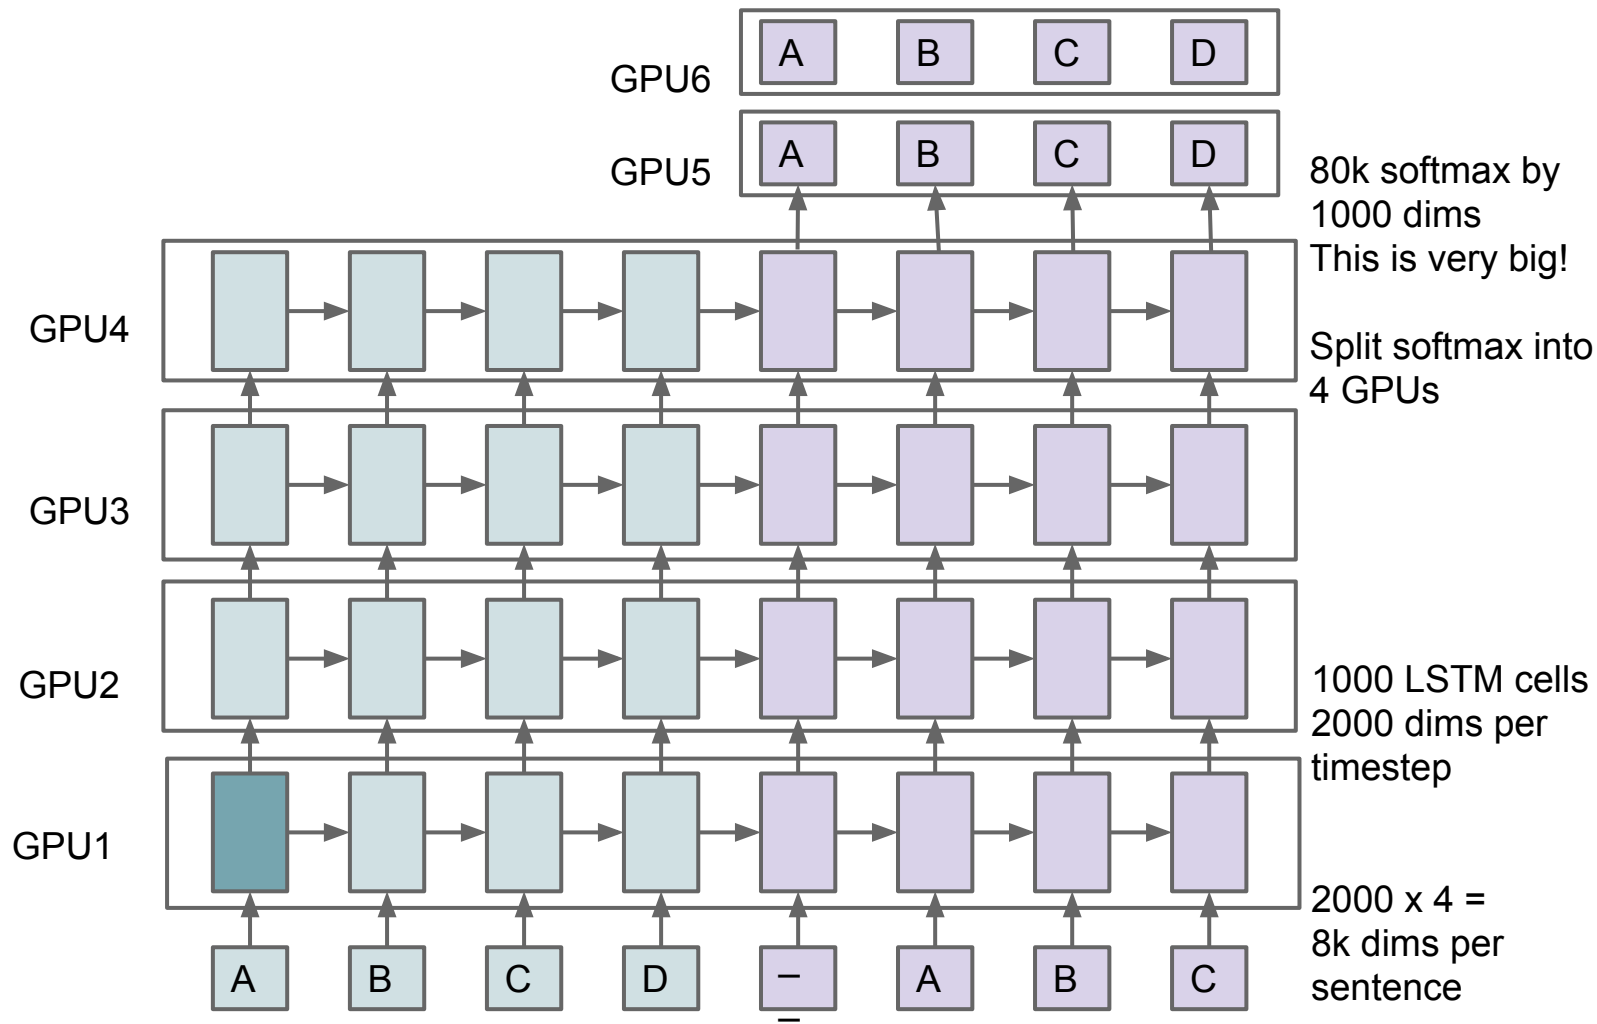 A B C D
GPU6
A B C D
GPU5
80k softmax by
1000 dims
This is very big!
GPU4
Split softmax into
4 GPUs
GPU3
GPU2
1000 LSTM cells
2000 dims per
timestep
GPU1
2000 x 4 =
8k dims per
sentence
A B C D _ A B C
_